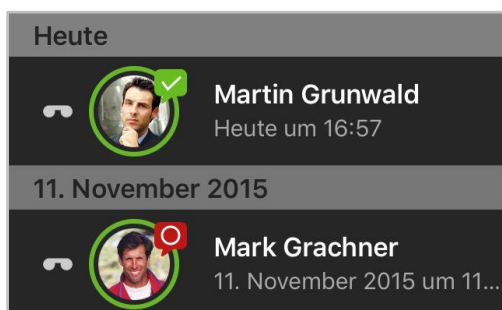 Heute
Martin Grunwald
Heute um 16:57
11. November 2015
Mark Grachner
11. November 2015 um 11...